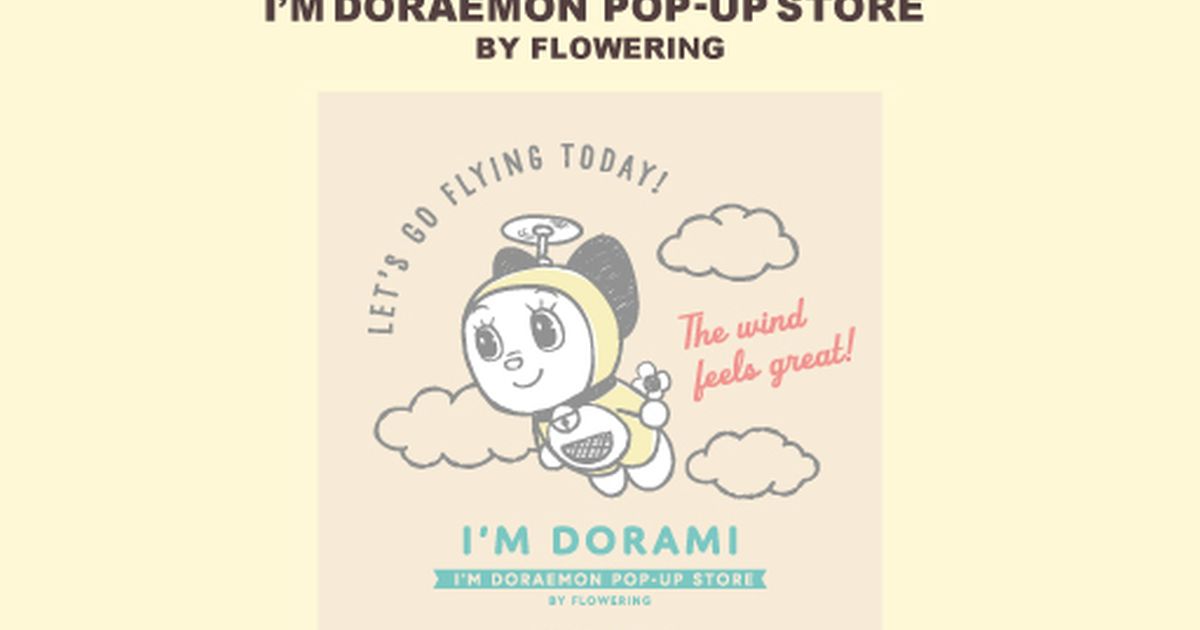 I'M DORAEMON POP-UP STORE
BY FLOWERING
LET'S GO FLYING TODAY!
The wind
feels great!
I'M DORAMI
I'M DORAEMON POP-UP STORE
BY FLOWERING